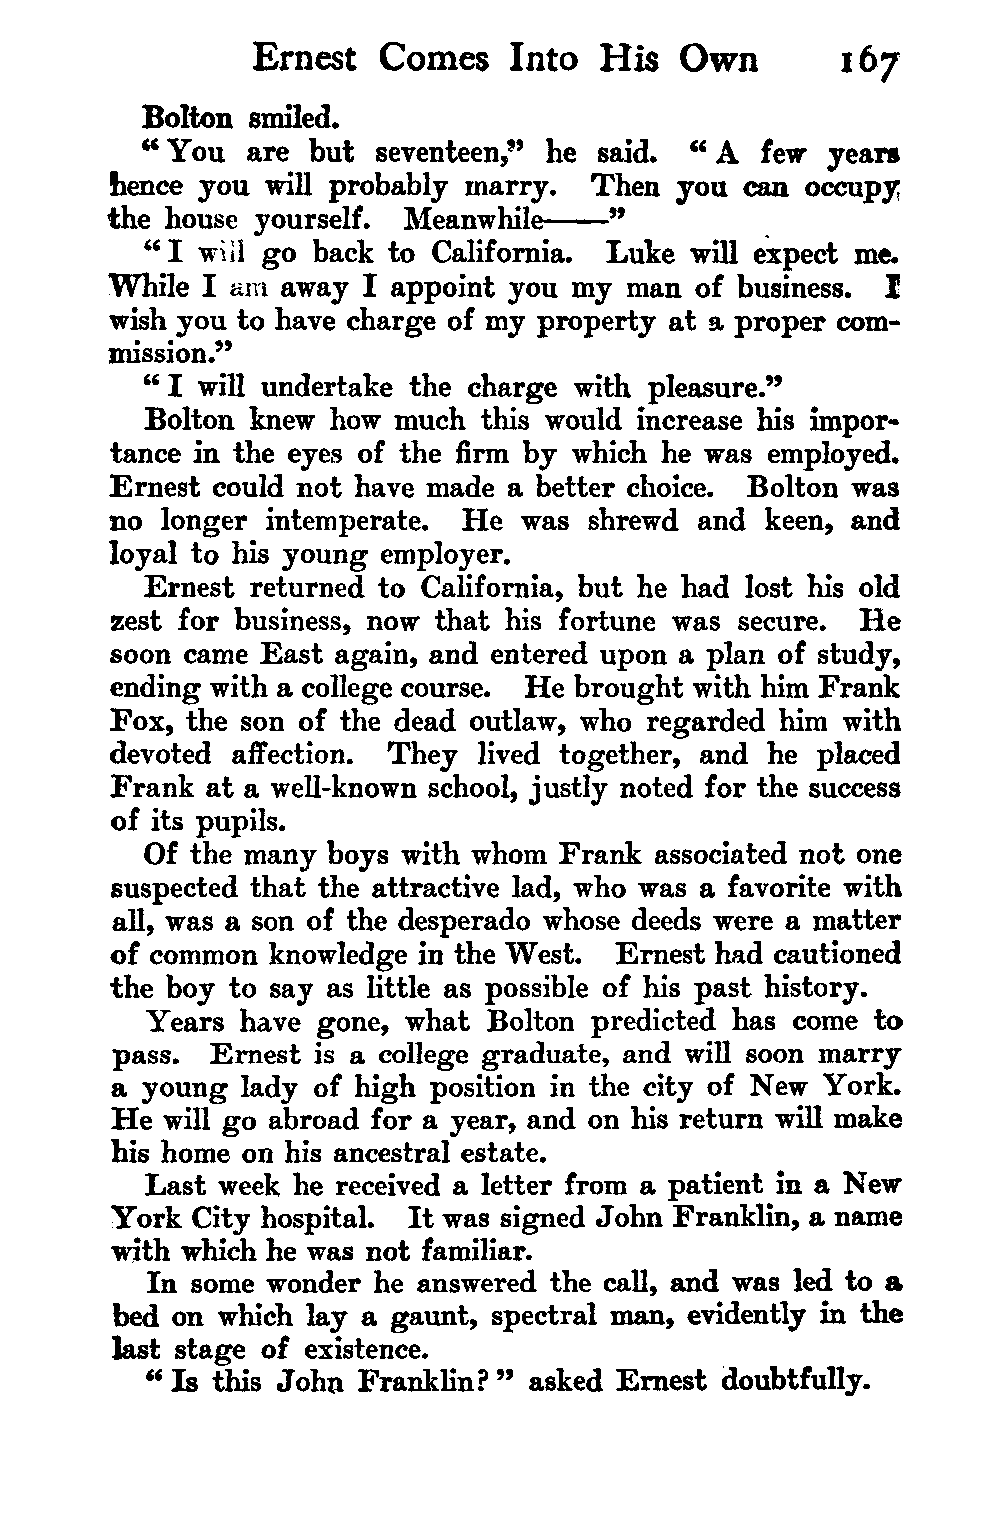 Ernest Comes Into His Own 167
Bolton smiled.
“You are but seventeen,” he said. “A few years
hence you will probably marry. Then you can occupy
the house yourself. Meanwhile——”
“I will go back to California. Luke will expect me.
While I am away I appoint you my man of business. I
wish you to have charge of my property at a proper com-
mission.”
“I will undertake the charge with pleasure.”
Bolton knew how much this would increase his impor-
tance in the eyes of the firm by which he was employed.
Ernest could not have made a better choice. Bolton was
no longer intemperate. He was shrewd and keen, and
loyal to his young employer.
Ernest returned to California, but he had lost his old
zest for business, now that his fortune was secure. He
soon came East again, and entered upon a plan of study,
ending with a college course. He brought with him Frank
Fox, the son of the dead outlaw, who regarded him with
devoted affection. They lived together, and he placed
Frank at a well-known school, justly noted for the success
of its pupils.
Of the many boys with whom Frank associated not one
suspected that the attractive lad, who was a favorite with
all, was a son of the desperado whose deeds were a matter
of common knowledge in the West. Ernest had cautioned
the boy to say as little as possible of his past history.
Years have gone, what Bolton predicted has come to
pass. Ernest is a college graduate, and will soon marry
a young lady of high position in the city of New York.
He will go abroad for a year, and on his return will make
his home on his ancestral estate.
Last week he received a letter from a patient in a New
York City hospital. It was signed John Franklin, a name
with which he was not familiar.
In some wonder he answered the call, and was led to a
bed on which lay a gaunt, spectral man, evidently in the
last stage of existence.
“Is this John Franklin?” asked Ernest doubtfully.